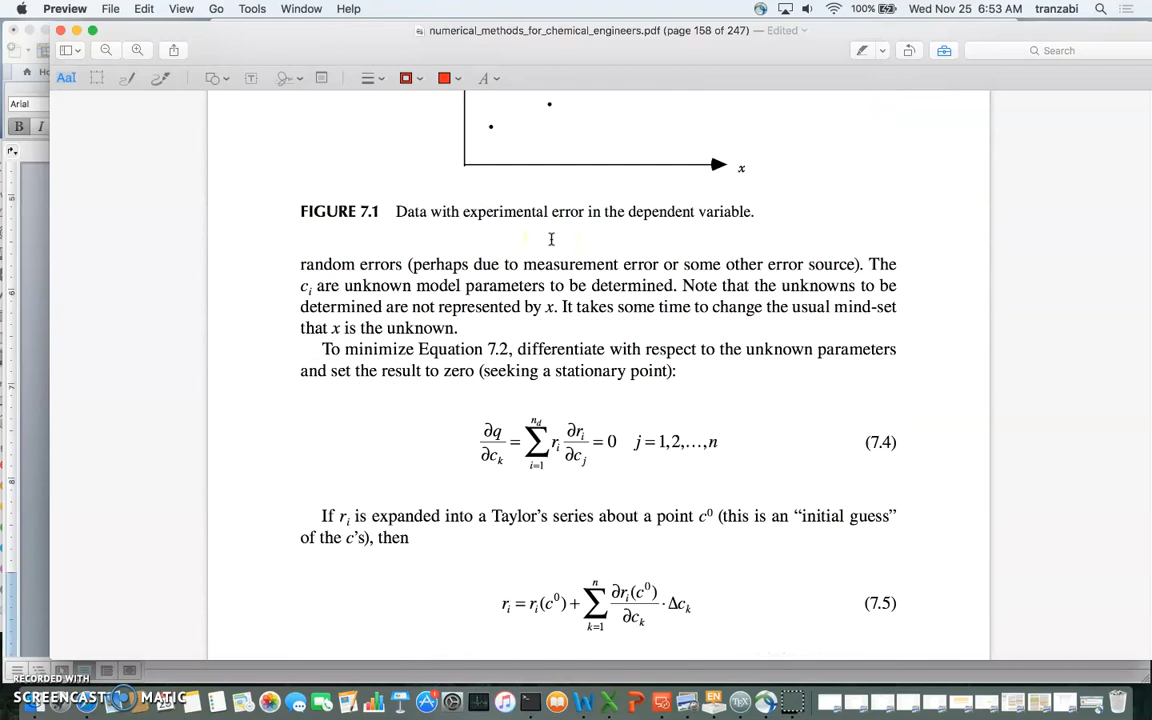 Preview File Edit View Go Tools Window Help 100% Wed Nov 25 6:53 AM tranzabi
numerical_methods_for_chemical_engineers.pdf (page 158 of 247) — Edited
Search
AaI
A
Arial
B I
x
FIGURE 7.1 Data with experimental error in the dependent variable.
random errors (perhaps due to measurement error or some other error source). The
cᵢ are unknown model parameters to be determined. Note that the unknowns to be
determined are not represented by x. It takes some time to change the usual mind-set
that x is the unknown.
To minimize Equation 7.2, differentiate with respect to the unknown parameters
and set the result to zero (seeking a stationary point):
∂q/∂cₖ = ∑_{i=1}^{n_d} rᵢ ∂rᵢ/∂cⱼ = 0 j = 1,2,…,n (7.4)
If rᵢ is expanded into a Taylor's series about a point c⁰ (this is an “initial guess”
of the c's), then
rᵢ = rᵢ(c⁰) + ∑_{k=1}^{n} ∂rᵢ(c⁰)/∂cₖ · Δcₖ (7.5)
RECORDED WITH
SCREENCAST MATIC